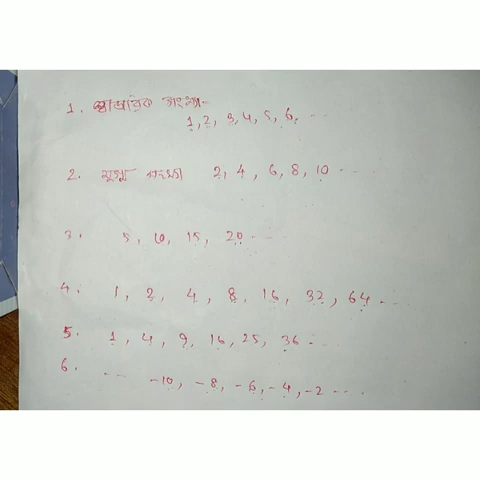 1. স্বাভাবিক সংখ্যা-
1, 2, 3, 4, 5, 6, ...
2. যুগ্ম সংখ্যা 2, 4, 6, 8, 10 ....
3. 5, 10, 15, 20 ...
4. 1, 2, 4, 8, 16, 32, 64 ...
5. 1, 4, 9, 16, 25, 36 ...
6. ... -10, -8, -6, -4, -2 ....